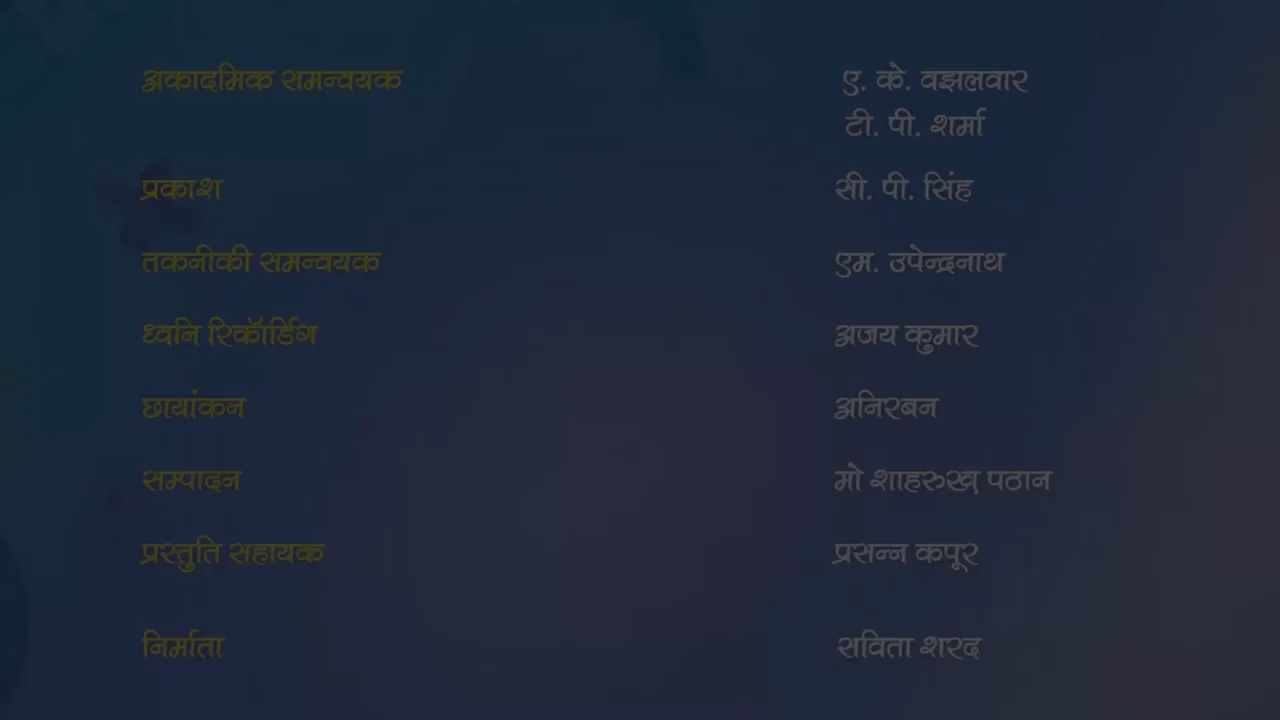 अकादमिक समन्वयक ए. के. वझलवार
टी. पी. शर्मा
प्रकाश सी. पी. सिंह
तकनीकी समन्वयक एम. उपेन्द्रनाथ
ध्वनि रिकॉर्डिग अजय कुमार
छायांकन अनिरबन
सम्पादन मो शाहरुख़ पठान
प्रस्तुति सहायक प्रसन्न कपूर
निर्माता सविता शरद